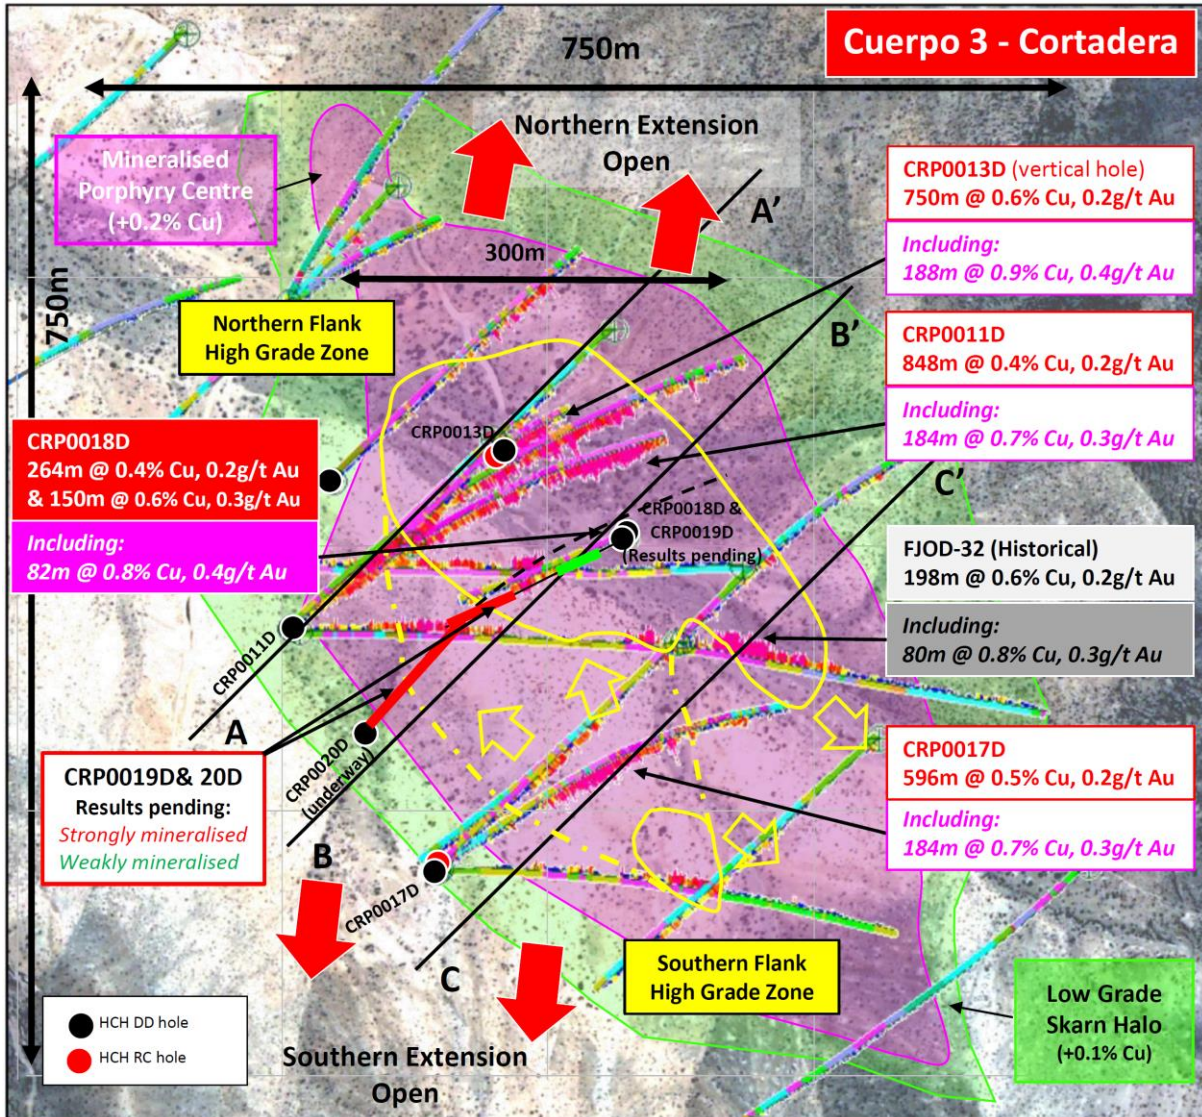 Cuerpo 3 - Cortadera
750m
750m
Northern Extension
Open
Mineralised
Porphyry Centre
(+0.2% Cu)
A'
300m
Northern Flank
High Grade Zone
B'
CRP0013D (vertical hole)
750m @ 0.6% Cu, 0.2g/t Au
Including:
188m @ 0.9% Cu, 0.4g/t Au
CRP0011D
848m @ 0.4% Cu, 0.2g/t Au
Including:
184m @ 0.7% Cu, 0.3g/t Au
CRP0018D
264m @ 0.4% Cu, 0.2g/t Au
& 150m @ 0.6% Cu, 0.3g/t Au
Including:
82m @ 0.8% Cu, 0.4g/t Au
CRP0013D
C'
CRP0018D &
CRP0019D
(Results pending)
FJOD-32 (Historical)
198m @ 0.6% Cu, 0.2g/t Au
Including:
80m @ 0.8% Cu, 0.3g/t Au
CRP0011D
A
CRP0020D
(underway)
CRP0019D& 20D
Results pending:
Strongly mineralised
Weakly mineralised
B
CRP0017D
596m @ 0.5% Cu, 0.2g/t Au
Including:
184m @ 0.7% Cu, 0.3g/t Au
CRP0017D
C
Southern Flank
High Grade Zone
Low Grade
Skarn Halo
(+0.1% Cu)
HCH DD hole
HCH RC hole
Southern Extension
Open